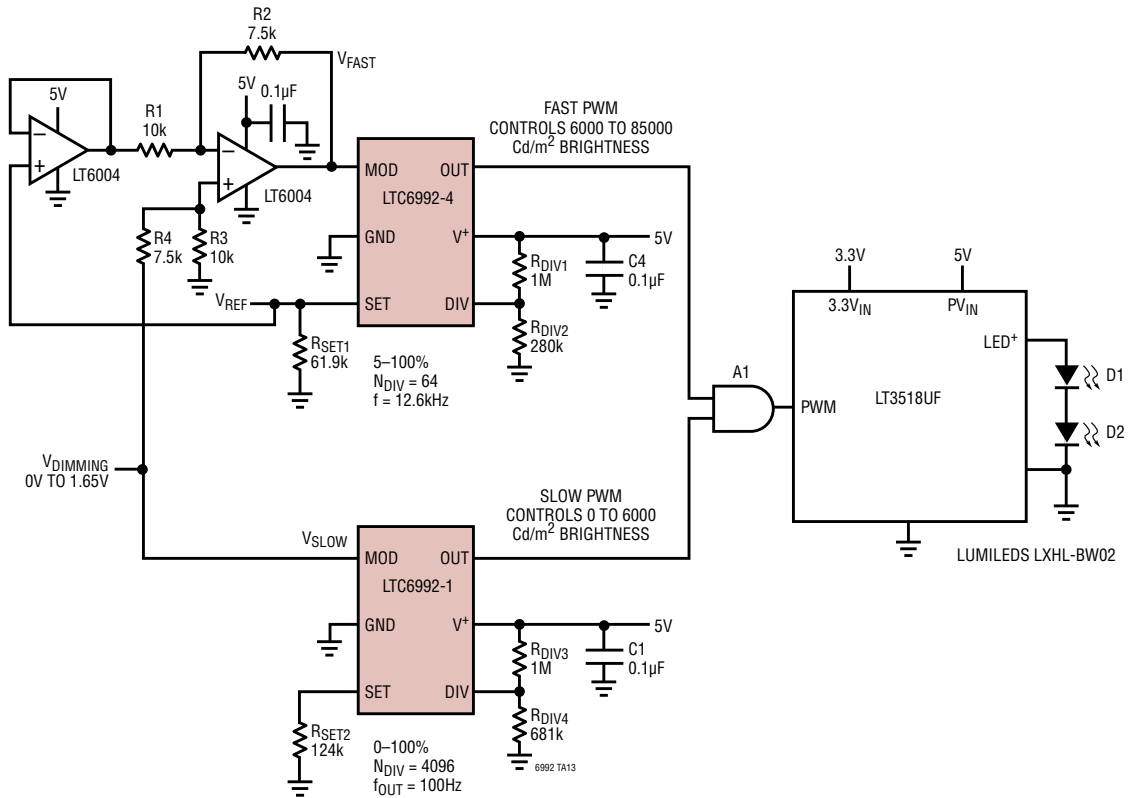 R2
7.5k
VFAST
5V
0.1µF
5V
R1
10k
–
+
LT6004
–
+
LT6004
R4
7.5k
R3
10k
FAST PWM
CONTROLS 6000 TO 85000
Cd/m² BRIGHTNESS
MOD
OUT
LTC6992-4
GND
V+
SET
DIV
5V
RDIV1
1M
C4
0.1µF
RDIV2
280k
VREF
RSET1
61.9k
5–100%
NDIV = 64
f = 12.6kHz
A1
3.3V
5V
3.3VIN
PVIN
LED+
PWM
LT3518UF
D1
D2
LUMILEDS LXHL-BW02
VDIMMING
0V TO 1.65V
SLOW PWM
CONTROLS 0 TO 6000
Cd/m² BRIGHTNESS
VSLOW
MOD
OUT
LTC6992-1
GND
V+
SET
DIV
5V
RDIV3
1M
C1
0.1µF
RDIV4
681k
RSET2
124k
0–100%
NDIV = 4096
fOUT = 100Hz
6992 TA13